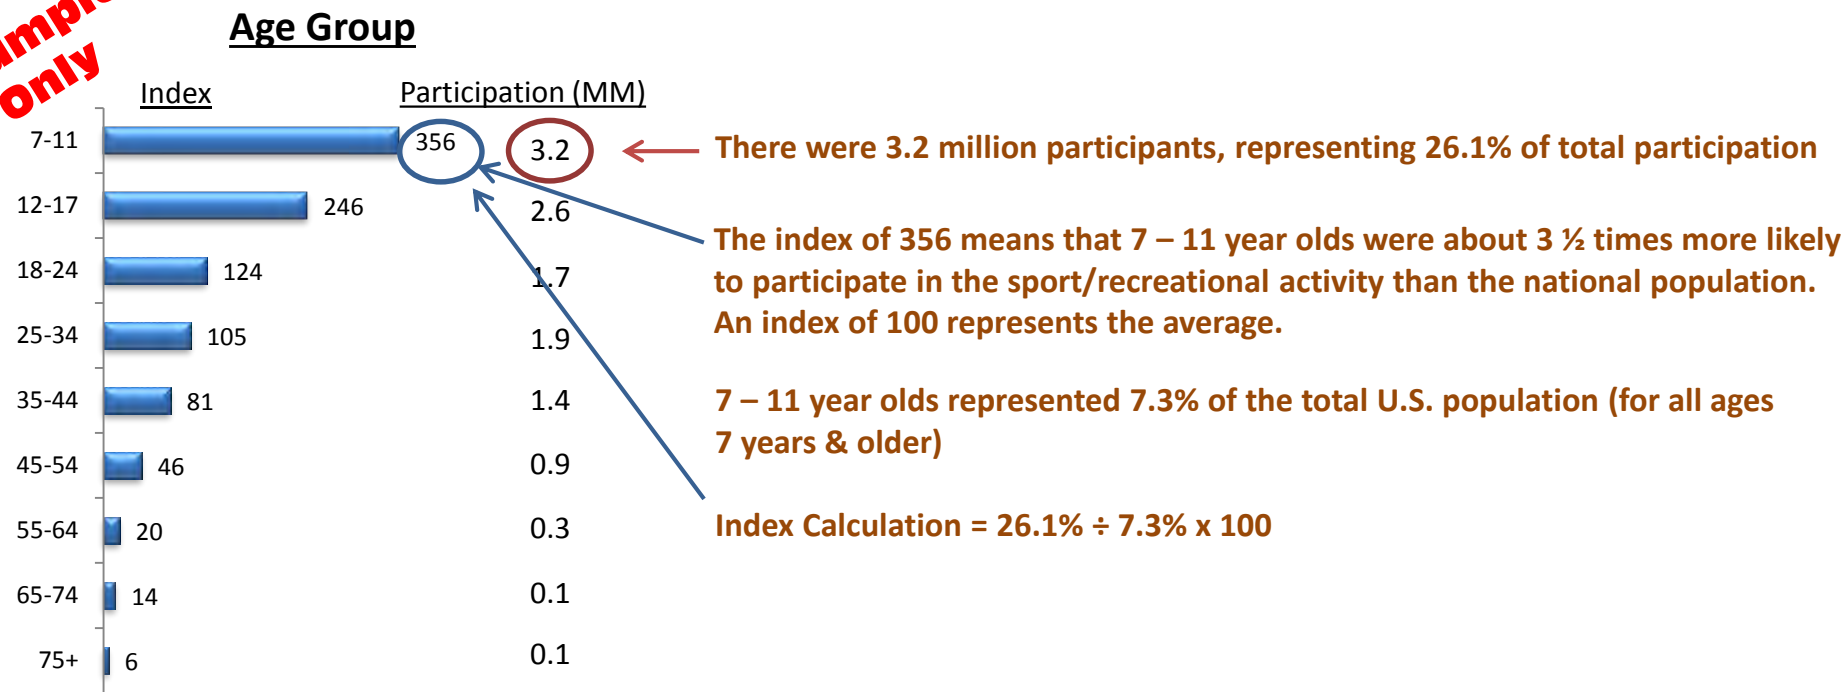 only
Age Group
Index Participation (MM)
7-11 356 3.2
12-17 246 2.6
18-24 124 1.7
25-34 105 1.9
35-44 81 1.4
45-54 46 0.9
55-64 20 0.3
65-74 14 0.1
75+ 6 0.1
There were 3.2 million participants, representing 26.1% of total participation
The index of 356 means that 7 – 11 year olds were about 3 ½ times more likely
to participate in the sport/recreational activity than the national population.
An index of 100 represents the average.
7 – 11 year olds represented 7.3% of the total U.S. population (for all ages
7 years & older)
Index Calculation = 26.1% ÷ 7.3% x 100